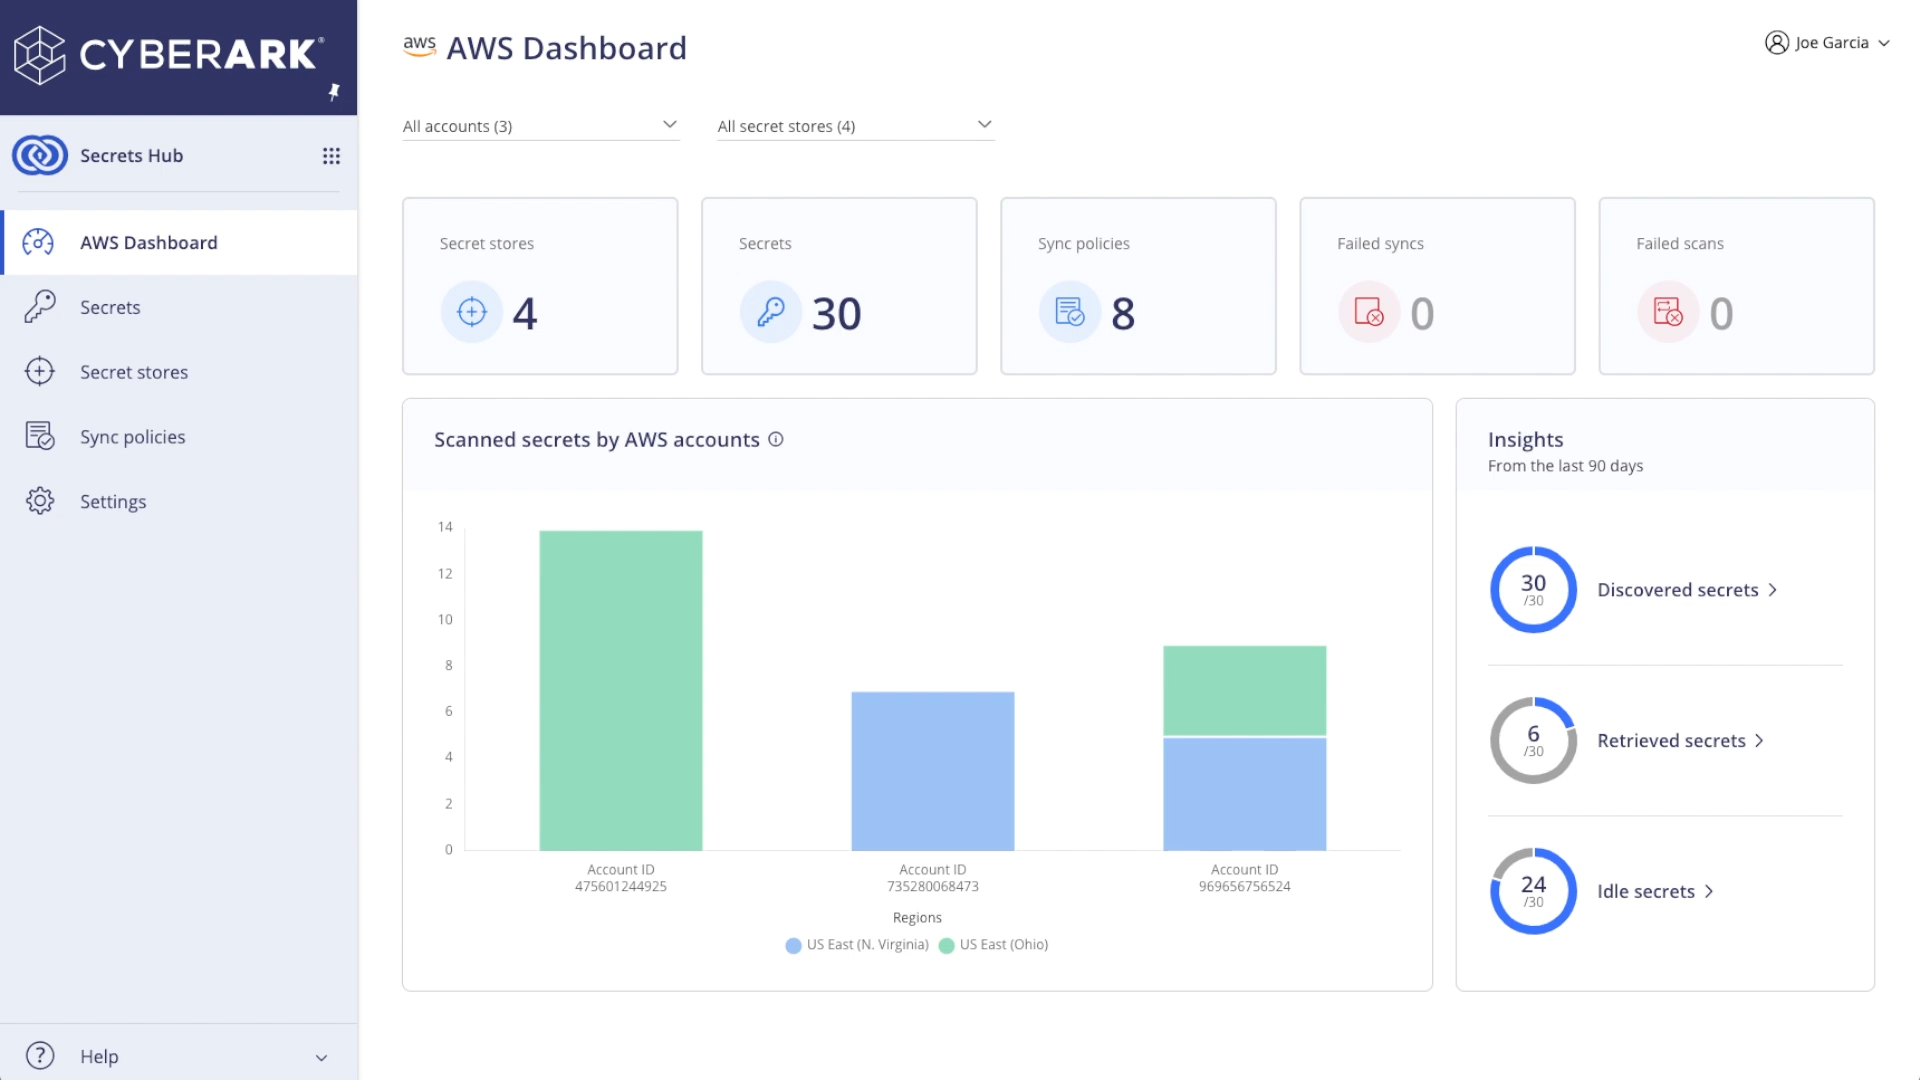 CYBERARK®
Secrets Hub
AWS Dashboard
Secrets
Secret stores
Sync policies
Settings
Help
aws AWS Dashboard
Joe Garcia
All accounts (3)
All secret stores (4)
Secret stores
4
Secrets
30
Sync policies
8
Failed syncs
0
Failed scans
0
Scanned secrets by AWS accounts
14
12
10
8
6
4
2
0
Account ID
475601244925
Account ID
735280068473
Account ID
969656756524
Regions
US East (N. Virginia)
US East (Ohio)
Insights
From the last 90 days
30
/30
Discovered secrets
6
/30
Retrieved secrets
24
/30
Idle secrets